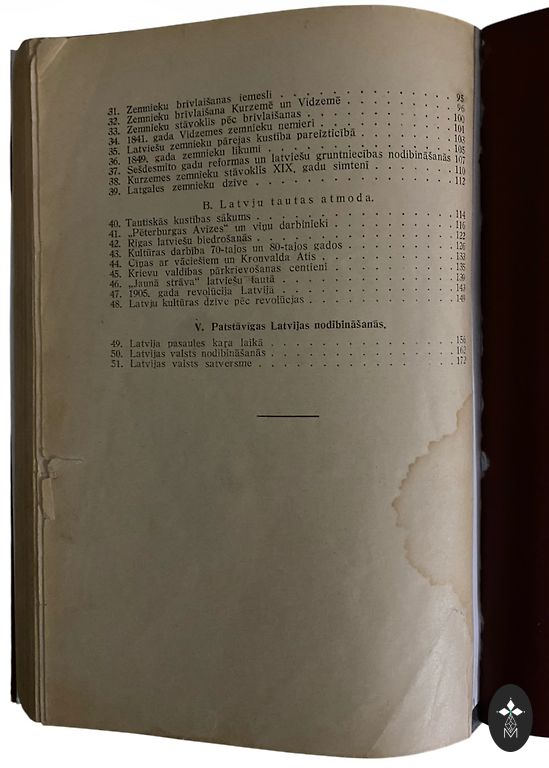 31. Zemnieku brīvlaišanas iemesli . . . . . . . . . . . 95
32. Zemnieku brīvlaišana Kurzemē un Vidzemē . . . . . . . 96
33. Zemnieku stāvoklis pēc brīvlaišanas . . . . . . . . . 100
34. 1841. gada Vidzemes zemnieku nemieri . . . . . . . . 101
35. Latviešu zemnieku pārejas kustība pareizticībā . . . . 103
36. 1849. gada zemnieku likumi . . . . . . . . . . . . 105
37. Sešdesmito gadu reformas un latviešu gruntniecības nodibināšanās 107
38. Kurzemes zemnieku stāvoklis XIX. gadu simtenī . . . . . 110
39. Latgales zemnieku dzīve . . . . . . . . . . . . . 112
B. Latvju tautas atmoda.
40. Tautiskās kustības sākums . . . . . . . . . . . . 114
41. „Pēterburgas Avīzes" un viņu darbinieki . . . . . . . . 116
42. Rīgas latviešu biedrošanās . . . . . . . . . . . . 122
43. Kultūras darbība 70-tajos un 80-tajos gados . . . . . . 126
44. Cīņas ar vāciešiem un Kronvalda Atis . . . . . . . . 133
45. Krievu valdības pārkrievošanas centieni . . . . . . . . 135
46. „Jaunā strāva" latviešu tautā . . . . . . . . . . . 139
47. 1905. gada revolūcija Latvijā . . . . . . . . . . . 143
48. Latvju kultūras dzīve pēc revolūcjas . . . . . . . . . 149
V. Patstāvīgas Latvijas nodibināšanās.
49. Latvija pasaules kaŗa laikā . . . . . . . . . . . . 156
50. Latvijas valsts nodibināšanās . . . . . . . . . . . 162
51. Latvijas valsts satversme . . . . . . . . . . . . 172
M